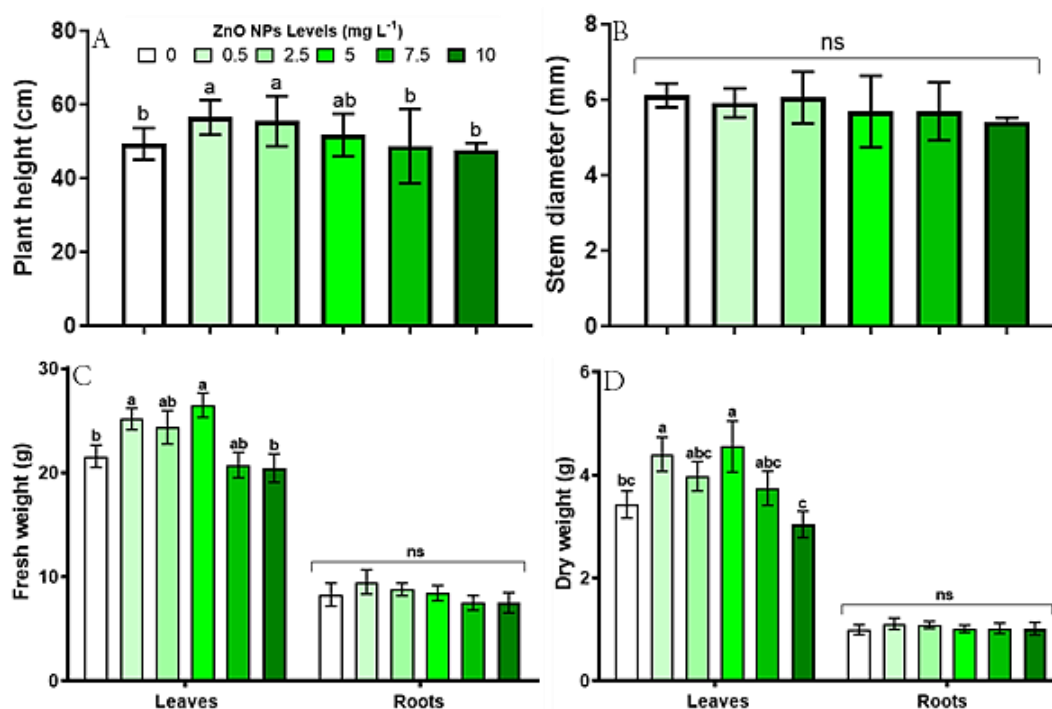 A
ZnO NPs Levels (mg L⁻¹)
0 0.5 2.5 5 7.5 10
Plant height (cm)
80
60
40
20
0
b a a ab b b
B
Stem diameter (mm)
8
6
4
2
0
ns
C
Fresh weight (g)
30
20
10
0
b a ab a ab b
ns
Leaves Roots
D
Dry weight (g)
6
4
2
0
bc a abc a abc c
ns
Leaves Roots